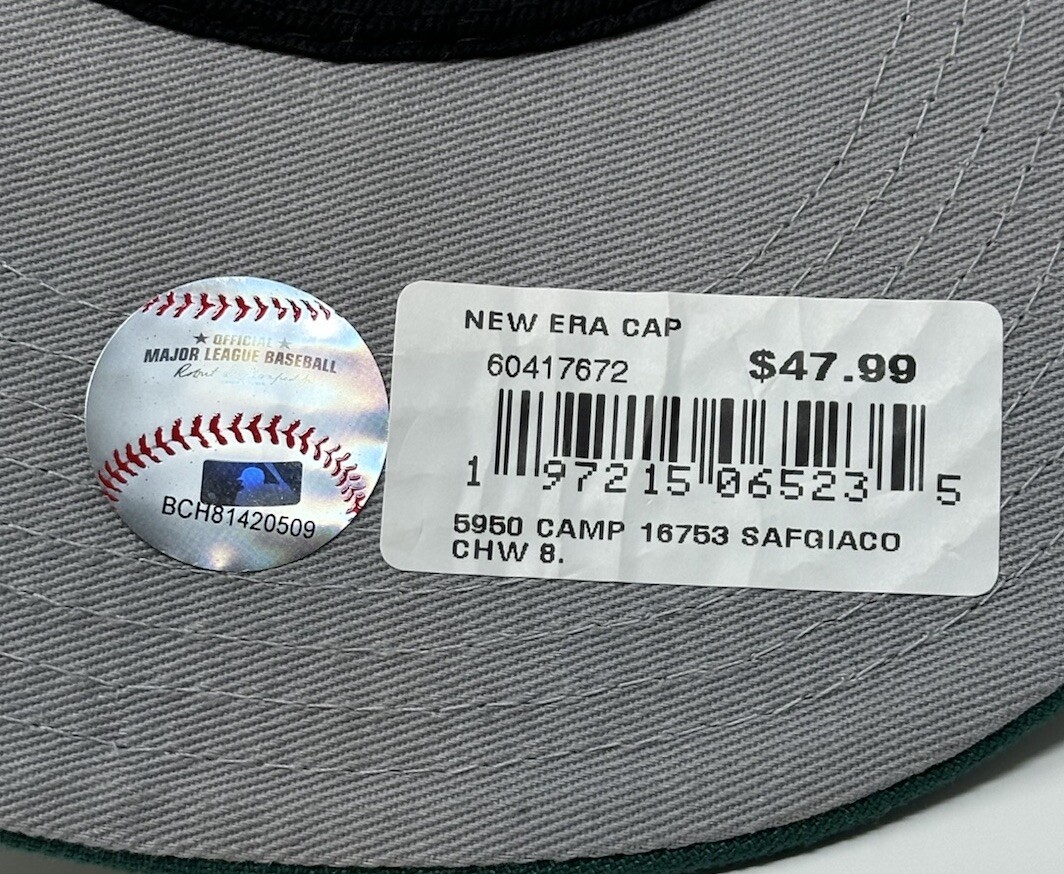 ★ OFFICIAL ★
MAJOR LEAGUE BASEBALL
BCH81420509
NEW ERA CAP
60417672
$47.99
1 97215 06523 5
5950 CAMP 16753 SAFGIACO
CHW 8.